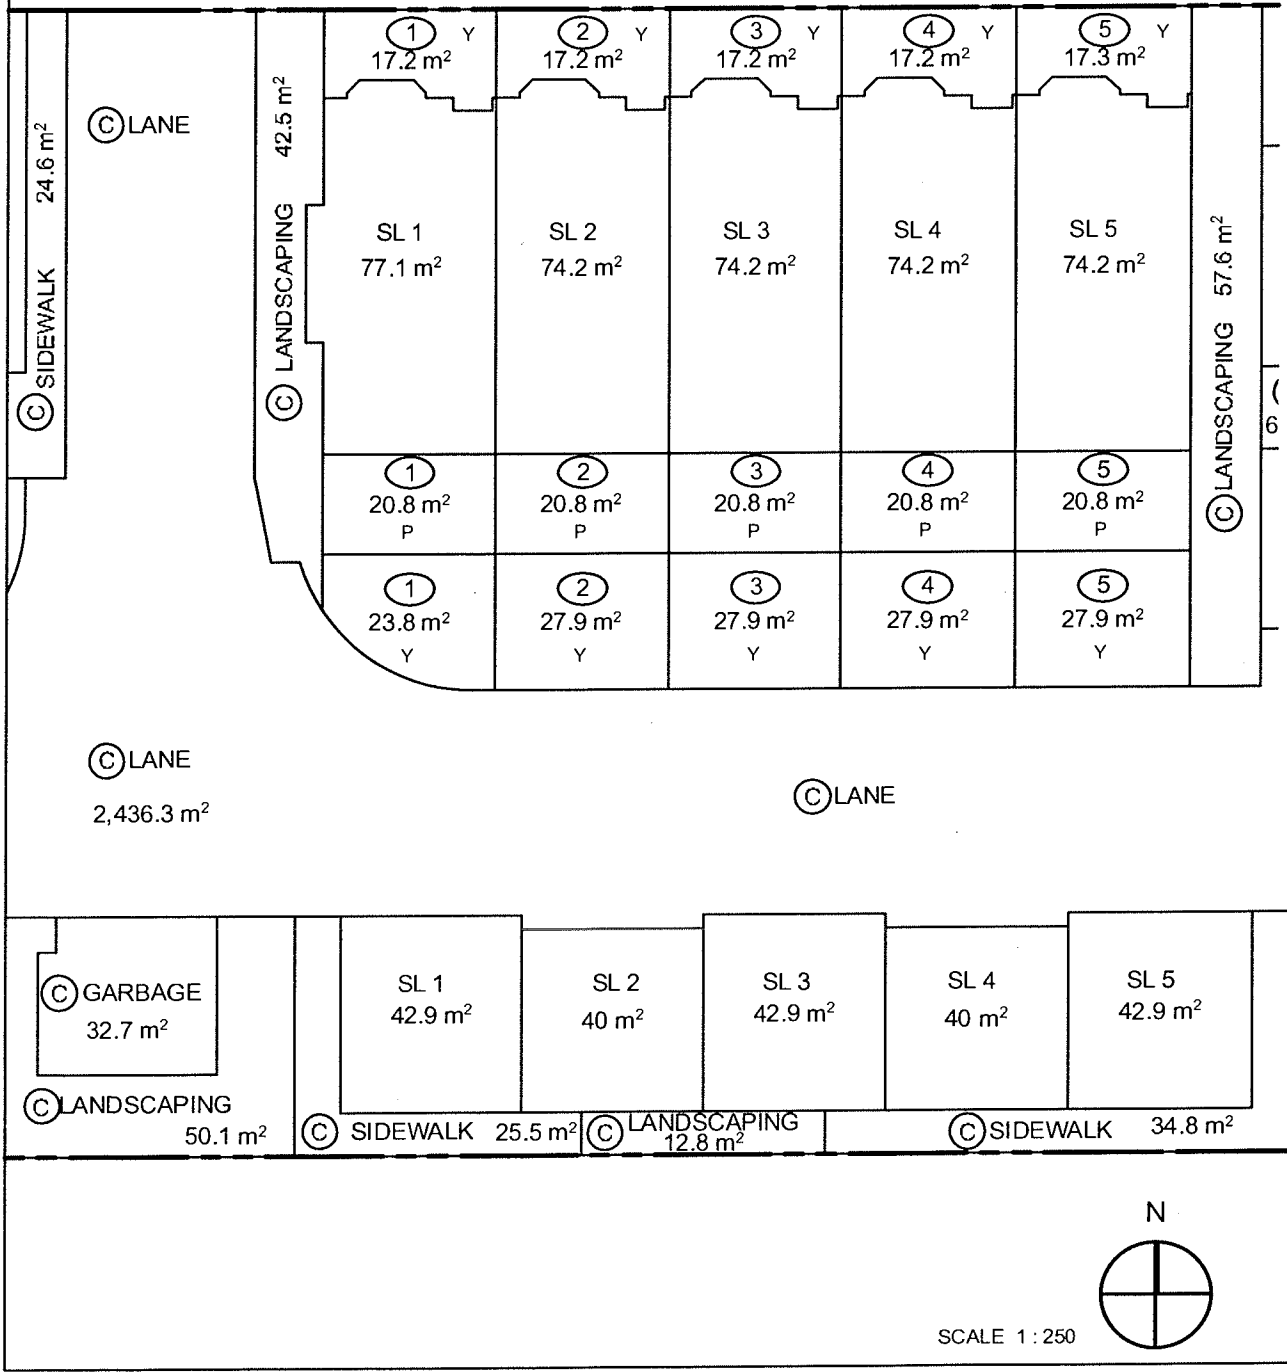 1 Y
17.2 m²
2 Y
17.2 m²
3 Y
17.2 m²
4 Y
17.2 m²
5 Y
17.3 m²
C SIDEWALK 24.6 m²
C LANE
C LANDSCAPING 42.5 m²
SL 1
77.1 m²
SL 2
74.2 m²
SL 3
74.2 m²
SL 4
74.2 m²
SL 5
74.2 m²
C LANDSCAPING 57.6 m²
(
6
1
20.8 m²
P
2
20.8 m²
P
3
20.8 m²
P
4
20.8 m²
P
5
20.8 m²
P
1
23.8 m²
Y
2
27.9 m²
Y
3
27.9 m²
Y
4
27.9 m²
Y
5
27.9 m²
Y
C LANE
2,436.3 m²
C LANE
C GARBAGE
32.7 m²
SL 1
42.9 m²
SL 2
40 m²
SL 3
42.9 m²
SL 4
40 m²
SL 5
42.9 m²
C LANDSCAPING
50.1 m²
C SIDEWALK 25.5 m²
C LANDSCAPING
12.8 m²
C SIDEWALK 34.8 m²
N
SCALE 1 : 250